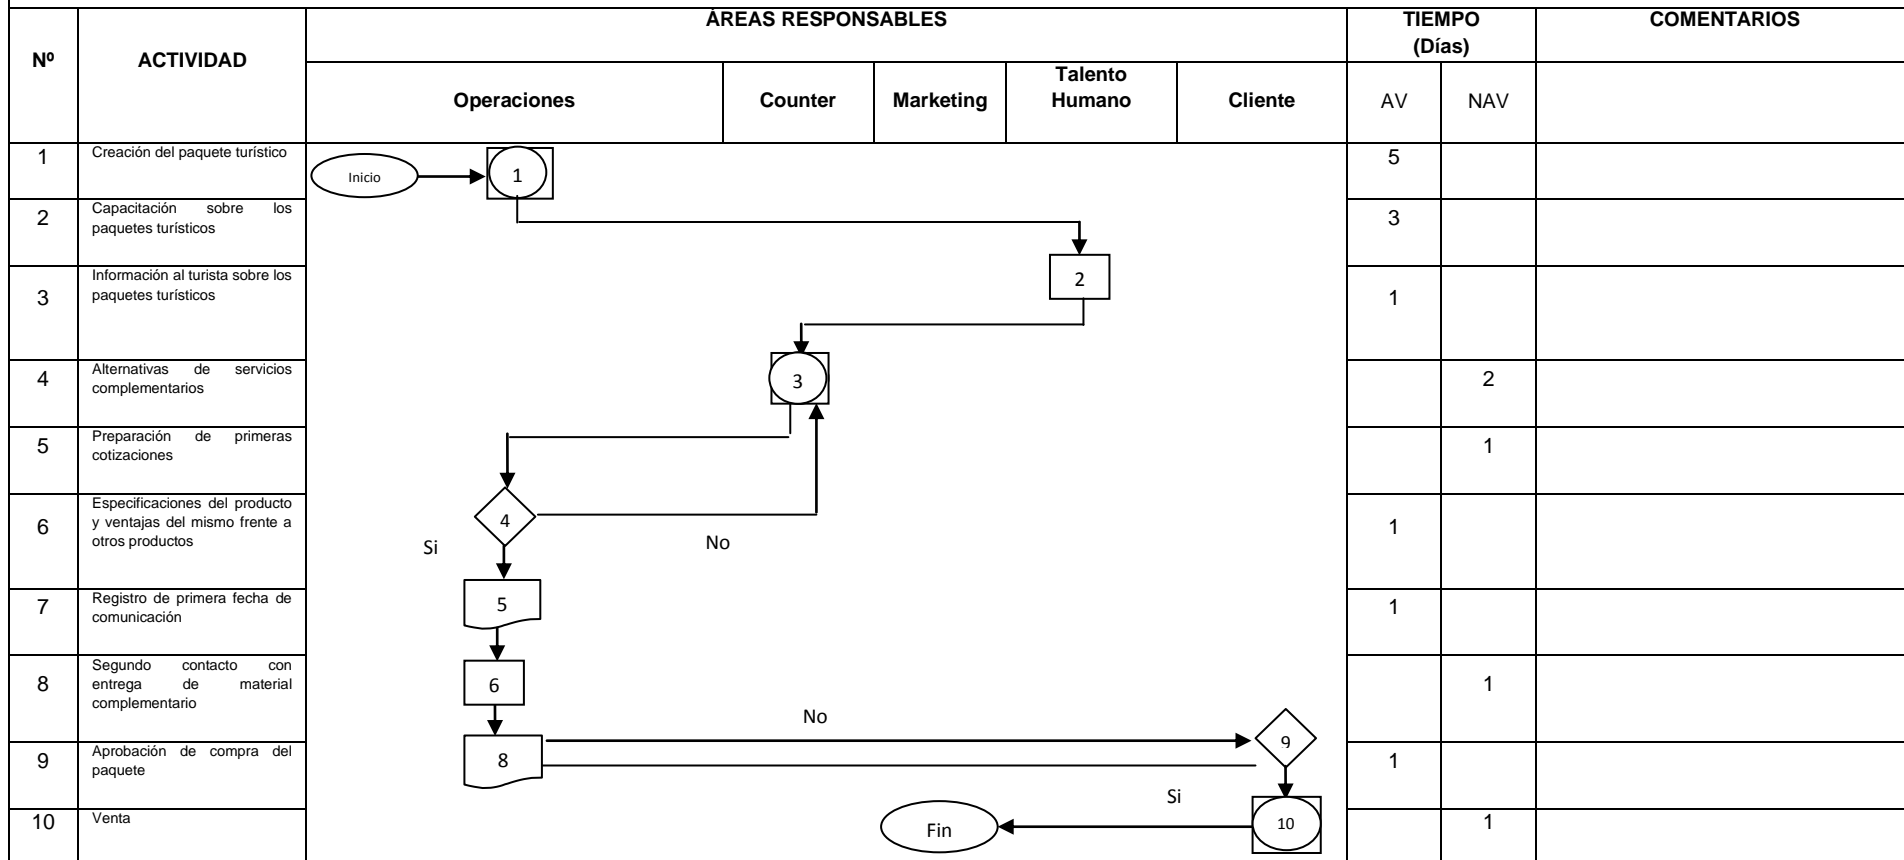 ÁREAS RESPONSABLES
TIEMPO
(Días)
COMENTARIOS
Nº
ACTIVIDAD
Operaciones
Counter
Marketing
Talento
Humano
Cliente
AV
NAV
1
Creación del paquete turístico
Inicio
1
5
2
Capacitación sobre los
paquetes turísticos
3
2
3
Información al turista sobre los
paquetes turísticos
1
3
4
Alternativas de servicios
complementarios
2
5
Preparación de primeras
cotizaciones
1
4
Si
No
6
Especificaciones del producto
y ventajas del mismo frente a
otros productos
1
5
7
Registro de primera fecha de
comunicación
1
6
8
Segundo contacto con
entrega de material
complementario
1
No
8
9
9
Aprobación de compra del
paquete
1
Si
10
Venta
Fin
10
1